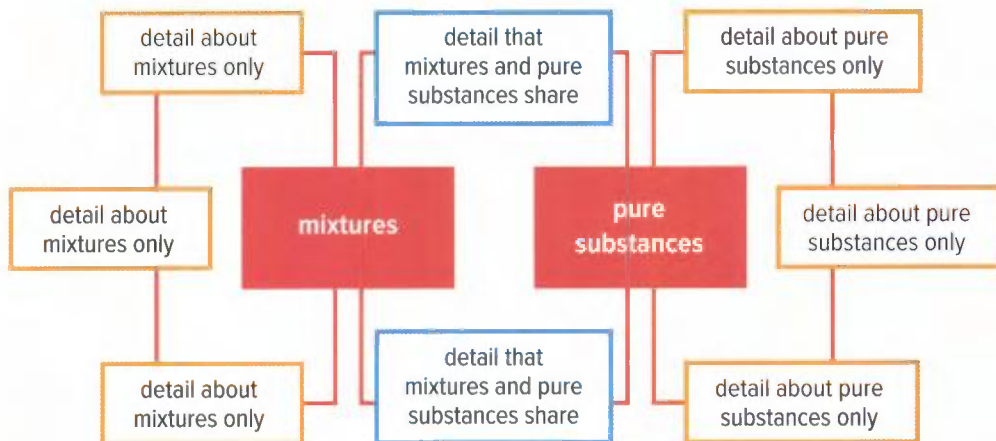 detail about
mixtures only
detail that
mixtures and pure
substances share
detail about pure
substances only
detail about
mixtures only
mixtures
pure
substances
detail about pure
substances only
detail about
mixtures only
detail that
mixtures and pure
substances share
detail about pure
substances only